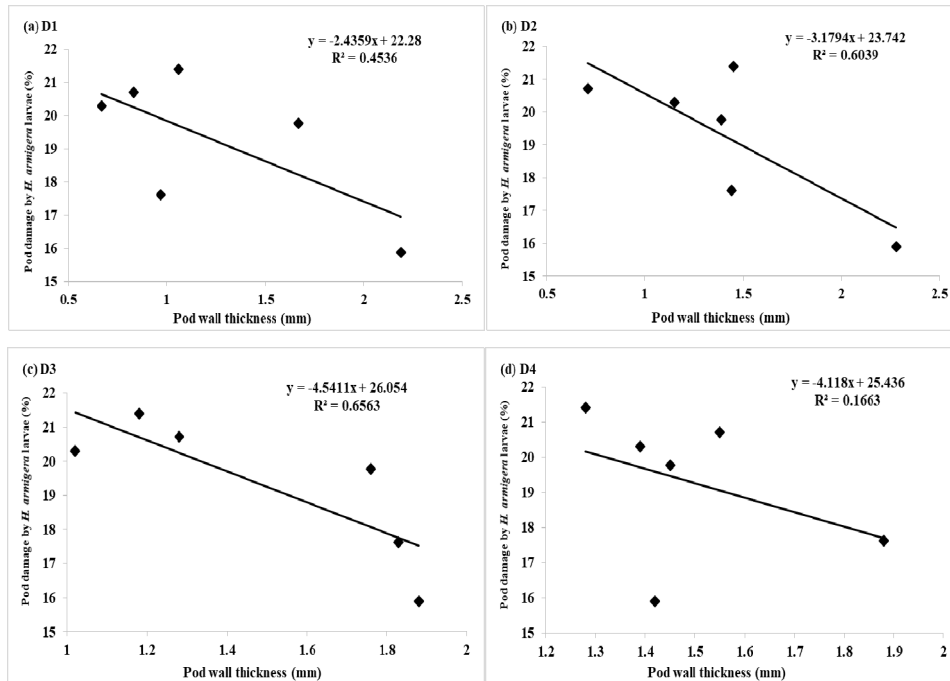 (a) D1
y = -2.4359x + 22.28
R² = 0.4536
Pod damage by H. armigera larvae (%)
22
21
20
19
18
17
16
15
0.5 1 1.5 2 2.5
Pod wall thickness (mm)
(b) D2
y = -3.1794x + 23.742
R² = 0.6039
Pod damage by H. armigera larvae (%)
22
21
20
19
18
17
16
15
0.5 1 1.5 2 2.5
Pod wall thickness (mm)
(c) D3
y = -4.5411x + 26.054
R² = 0.6563
Pod damage by H. armigera larvae (%)
22
21
20
19
18
17
16
15
1 1.2 1.4 1.6 1.8 2
Pod wall thickness (mm)
(d) D4
y = -4.118x + 25.436
R² = 0.1663
Pod damage by H. armigera larvae (%)
22
21
20
19
18
17
16
15
1.2 1.3 1.4 1.5 1.6 1.7 1.8 1.9 2
Pod wall thickness (mm)